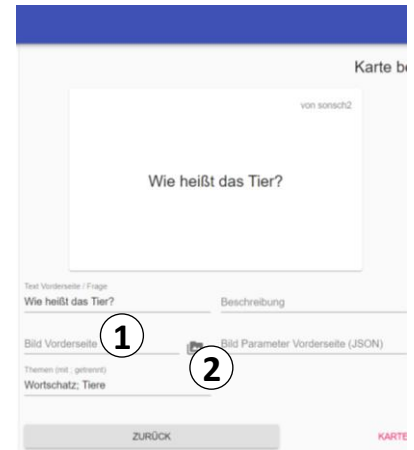 Karte be
von sonsch2
Wie heißt das Tier?
Text Vorderseite / Frage
Wie heißt das Tier?
Beschreibung
Bild Vorderseite
1
2
Bild Parameter Vorderseite (JSON)
Themen (mit ; getrennt)
Wortschatz; Tiere
ZURÜCK
KARTE